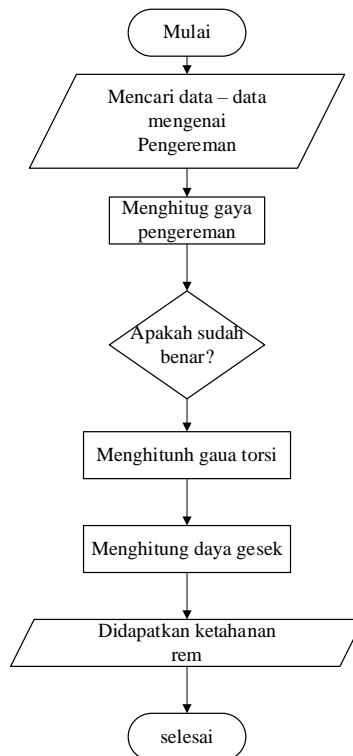 Mulai
Mencari data – data
mengenai
Pengereman
Menghitug gaya
pengereman
Apakah sudah
benar?
Menghitunh gaua torsi
Menghitung daya gesek
Didapatkan ketahanan
rem
selesai